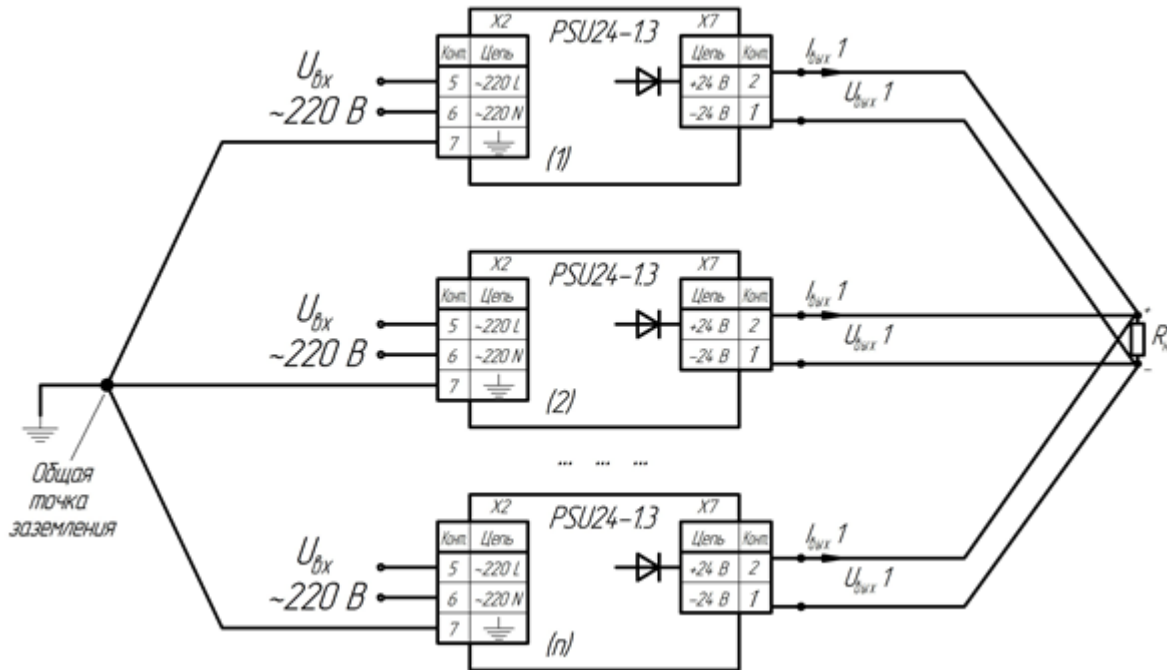 X2 PSU24-1.3 X7
Конт. Цепь Цепь Конт.
5 ~220 L +24 В 2
6 ~220 N -24 В 1
7
Uвх
~220 В
Iвых 1
Uвых 1
(1)
X2 PSU24-1.3 X7
Конт. Цепь Цепь Конт.
5 ~220 L +24 В 2
6 ~220 N -24 В 1
7
Uвх
~220 В
Iвых 1
Uвых 1
+
-
(2)
Общая
точка
заземления
... ... ...
X2 PSU24-1.3 X7
Конт. Цепь Цепь Конт.
5 ~220 L +24 В 2
6 ~220 N -24 В 1
7
Uвх
~220 В
Iвых 1
Uвых 1
(n)